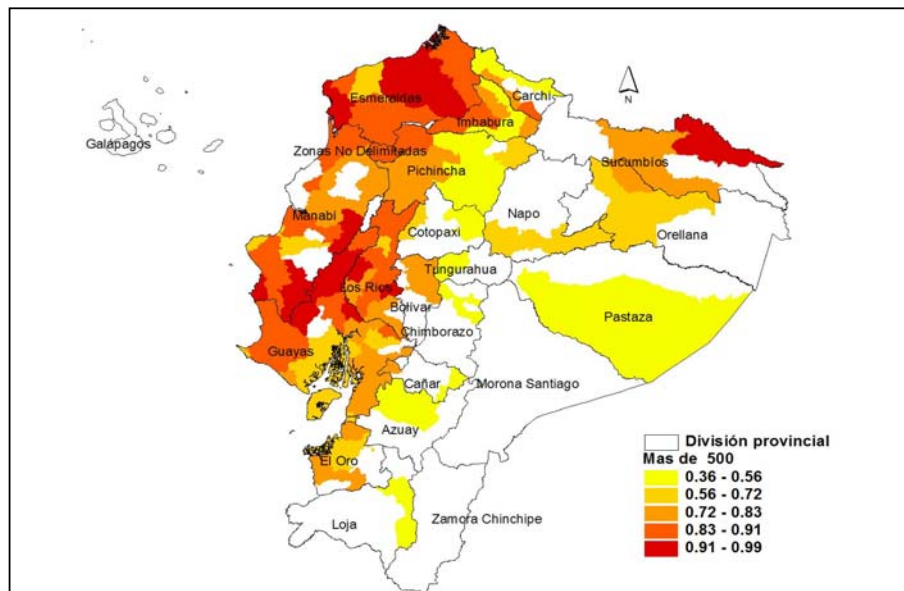 Esmeraldas
Carchi
N
Imbabura
Galápagos
Zonas No Delimitadas
Sucumbíos
Pichincha
Manabí
Napo
Cotopaxi
Orellana
Tungurahua
Los Ríos
Bolívar
Pastaza
Chimborazo
Guayas
Cañar
Morona Santiago
Azuay
El Oro
Loja
Zamora Chinchipe
División provincial
Mas de 500
0.36 - 0.56
0.56 - 0.72
0.72 - 0.83
0.83 - 0.91
0.91 - 0.99